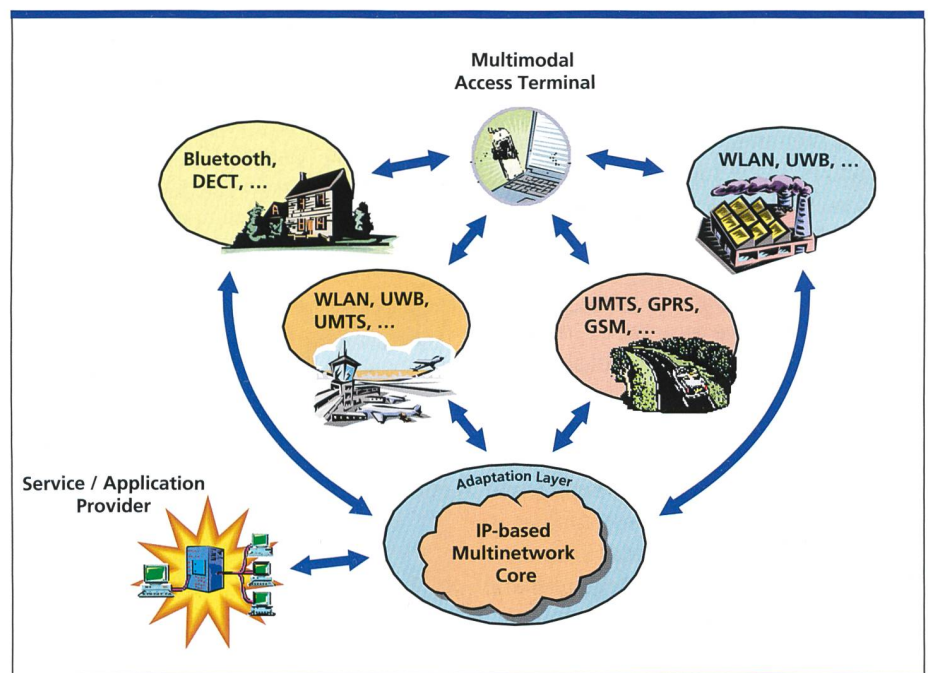 Multimodal
Access Terminal
Bluetooth,
DECT, ...
WLAN, UWB, ...
WLAN, UWB,
UMTS, ...
UMTS, GPRS,
GSM, ...
Service / Application
Provider
Adaptation Layer
IP-based
Multinetwork
Core